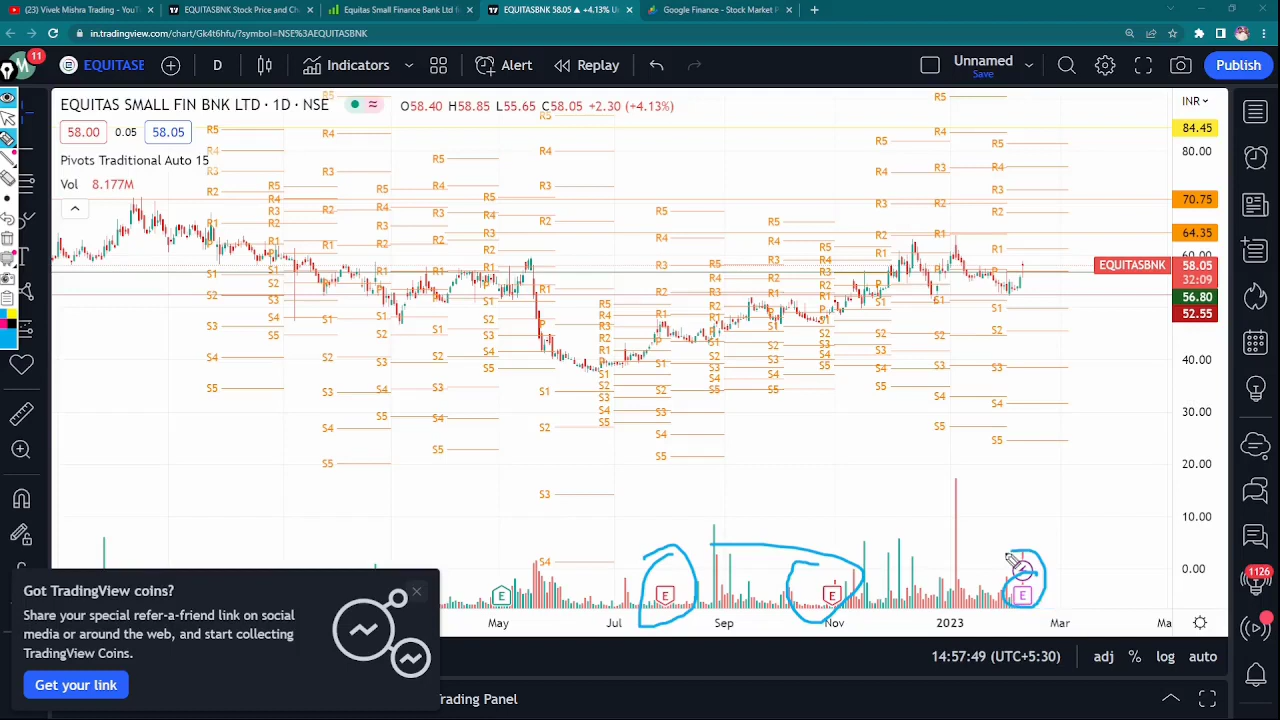 (23) Vivek Mishra Trading - YouT
EQUITASBNK Stock Price and Ch
Equitas Small Finance Bank Ltd f
EQUITASBNK 58.05 ▲ +4.13% U
Google Finance - Stock Market P
in.tradingview.com/chart/Gk4t6hfu/?symbol=NSE%3AEQUITASBNK
M 11
EQUITASE
D
Indicators
Alert
Replay
Unnamed
Save
Publish
EQUITAS SMALL FIN BNK LTD · 1D · NSE
O58.40 H58.85 L55.65 C58.05 +2.30 (+4.13%)
INR
58.00 0.05 58.05
Pivots Traditional Auto 15
Vol 8.177M
84.45
80.00
70.75
64.35
60.00
EQUITASBNK 58.05
32:09
56.80
52.55
40.00
30.00
20.00
10.00
0.00
R5 R4 R3 R2 R1 P S1 S2 S3 S4 S5
E E E E
May Jul Sep Nov 2023 Mar Ma
Got TradingView coins?
Share your special refer-a-friend link on social
media or around the web, and start collecting
TradingView Coins.
Get your link
14:57:49 (UTC+5:30) adj % log auto
Trading Panel
1126